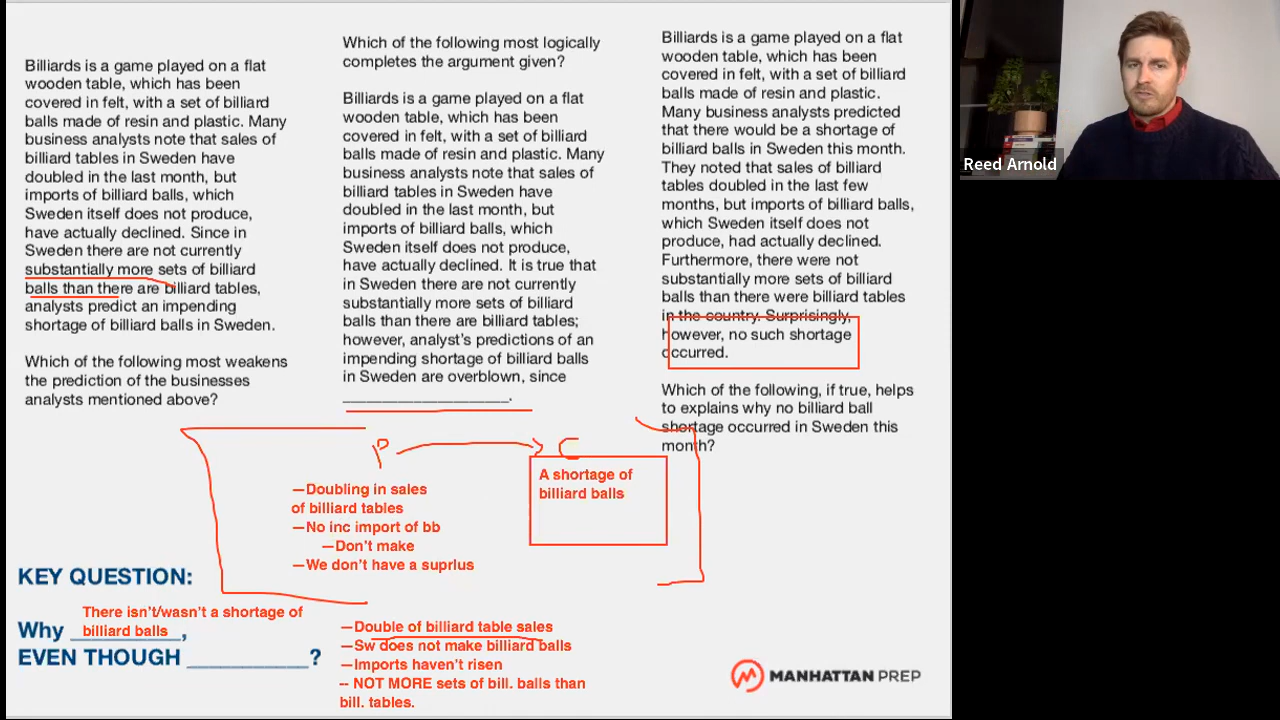 Billiards is a game played on a flat
wooden table, which has been
covered in felt, with a set of billiard
balls made of resin and plastic. Many
business analysts note that sales of
billiard tables in Sweden have
doubled in the last month, but
imports of billiard balls, which
Sweden itself does not produce,
have actually declined. Since in
Sweden there are not currently
substantially more sets of billiard
balls than there are billiard tables,
analysts predict an impending
shortage of billiard balls in Sweden.
Which of the following most weakens
the prediction of the businesses
analysts mentioned above?
Which of the following most logically
completes the argument given?
Billiards is a game played on a flat
wooden table, which has been
covered in felt, with a set of billiard
balls made of resin and plastic. Many
business analysts note that sales of
billiard tables in Sweden have
doubled in the last month, but
imports of billiard balls, which
Sweden itself does not produce,
have actually declined. It is true that
in Sweden there are not currently
substantially more sets of billiard
balls than there are billiard tables;
however, analyst's predictions of an
impending shortage of billiard balls
in Sweden are overblown, since
____________________.
Billiards is a game played on a flat
wooden table, which has been
covered in felt, with a set of billiard
balls made of resin and plastic.
Many business analysts predicted
that there would be a shortage of
billiard balls in Sweden this month.
They noted that sales of billiard
tables doubled in the last few
months, but imports of billiard balls,
which Sweden itself does not
produce, had actually declined.
Furthermore, there were not
substantially more sets of billiard
balls than there were billiard tables
in the country. Surprisingly,
however, no such shortage
occurred.
Which of the following, if true, helps
to explains why no billiard ball
shortage occurred in Sweden this
month?
Reed Arnold
P C
—Doubling in sales
of billiard tables
—No inc import of bb
—Don't make
—We don't have a suprlus
A shortage of
billiard balls
KEY QUESTION:
There isn't/wasn't a shortage of
Why billiard balls,
EVEN THOUGH ___________?
—Double of billiard table sales
—Sw does not make billiard balls
—Imports haven't risen
-- NOT MORE sets of bill. balls than
bill. tables.
MANHATTAN PREP